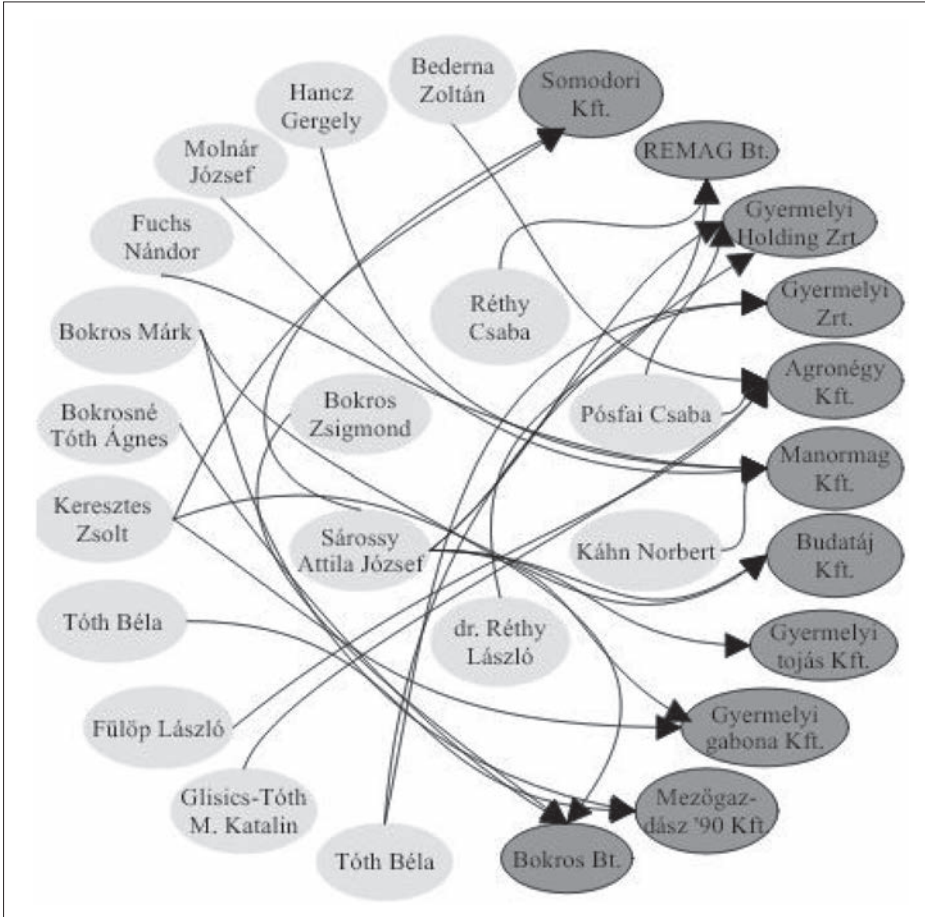 Bederna
Zoltán
Somodori
Kft.
Hancz
Gergely
REMAG Bt.
Molnár
József
Gyermelyi
Holding Zrt
Fuchs
Nándor
Gyermelyi
Zrt.
Réthy
Csaba
Bokros Márk
Agronégy
Kft.
Pósfai Csaba
Bokros
Zsigmond
Bokrosné
Tóth Ágnes
Manormag
Kft.
Keresztes
Zsolt
Sárossy
Attila József
Káhn Norbert
Budatáj
Kft.
Tóth Béla
dr. Réthy
László
Gyermelyi
tojás Kft.
Fülöp László
Gyermelyi
gabona Kft.
Glisics-Tóth
M. Katalin
Mezőgaz-
dász '90 Kft.
Tóth Béla
Bokros Bt.